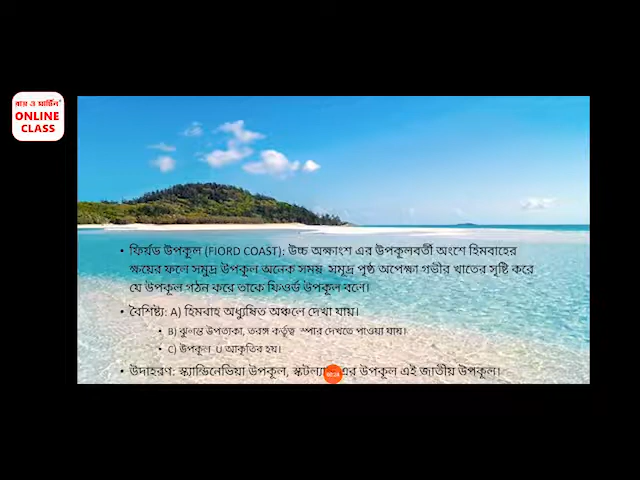 রায় ও মার্টিন
ONLINE
CLASS
• ফিয়র্ড উপকূল (FIORD COAST): উচ্চ অক্ষাংশ এর উপকূলবর্তী অংশে হিমবাহের
ক্ষয়ের ফলে সমুদ্র উপকূল অনেক সময় সমুদ্র পৃষ্ঠ অপেক্ষা গভীর খাতের সৃষ্টি করে
যে উপকূল গঠন করে তাকে ফিওর্ড উপকূল বলে।
• বৈশিষ্ট্য: A) হিমবাহ অধ্যুষিত অঞ্চলে দেখা যায়।
• B) ঝুলন্ত উপত্যকা, তরঙ্গ কর্তৃত্ব স্পার দেখতে পাওয়া যায়।
• C) উপকূল U আকৃতির হয়।
• উদাহরণ: স্ক্যান্ডিনেভিয়া উপকূল, এর উপকূল এই জাতীয় উপকূল।